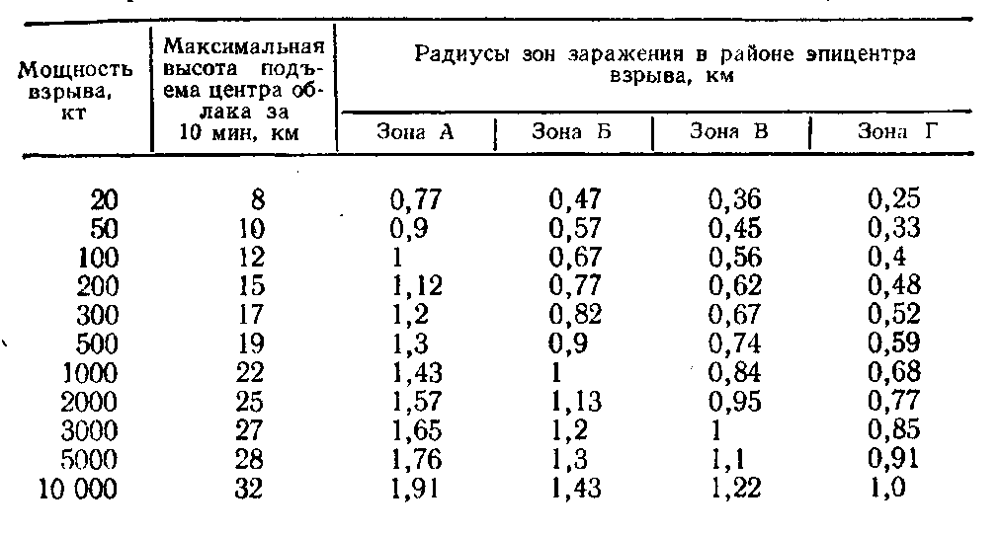 Мощность взрыва, кт | Максимальная высота подъ- ема центра об- лака за 10 мин, км | Радиусы зон заражения в районе эпицентра взрыва, км
Зона А | Зона Б | Зона В | Зона Г
20 8 0,77 0,47 0,36 0,25
50 10 0,9 0,57 0,45 0,33
100 12 1 0,67 0,56 0,4
200 15 1,12 0,77 0,62 0,48
300 17 1,2 0,82 0,67 0,52
500 19 1,3 0,9 0,74 0,59
1000 22 1,43 1 0,84 0,68
2000 25 1,57 1,13 0,95 0,77
3000 27 1,65 1,2 1 0,85
5000 28 1,76 1,3 1,1 0,91
10 000 32 1,91 1,43 1,22 1,0